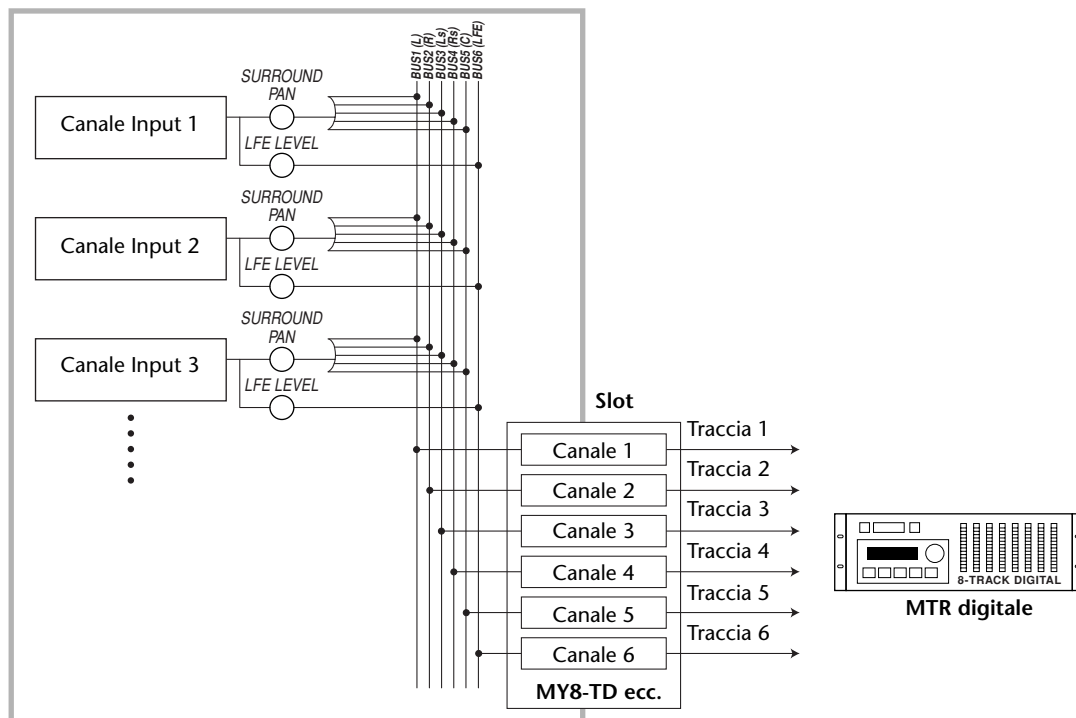 BUS1 (L)
BUS2 (R)
BUS3 (Ls)
BUS4 (Rs)
BUS5 (C)
BUS6 (LFE)
SURROUND
PAN
Canale Input 1
LFE LEVEL
SURROUND
PAN
Canale Input 2
LFE LEVEL
SURROUND
PAN
Canale Input 3
LFE LEVEL
Slot
Canale 1
Traccia 1
Canale 2
Traccia 2
Canale 3
Traccia 3
Canale 4
Traccia 4
Canale 5
Traccia 5
Canale 6
Traccia 6
MY8-TD ecc.
8-TRACK DIGITAL
MTR digitale